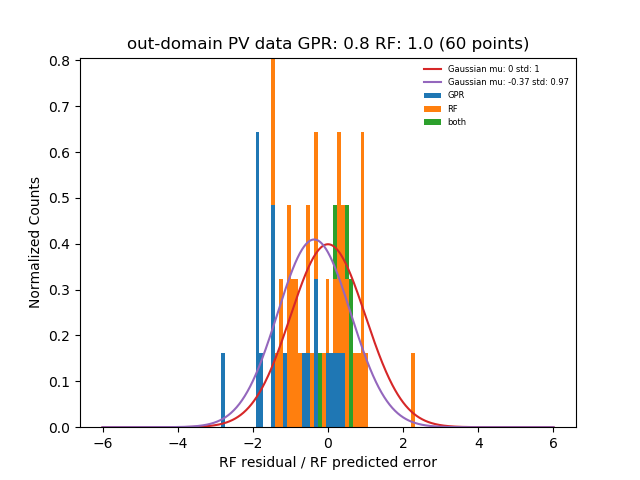 out-domain PV data GPR: 0.8 RF: 1.0 (60 points)
Gaussian mu: 0 std: 1
Gaussian mu: -0.37 std: 0.97
GPR
RF
both
Normalized Counts
0.8
0.7
0.6
0.5
0.4
0.3
0.2
0.1
0.0
−6 −4 −2 0 2 4 6
RF residual / RF predicted error